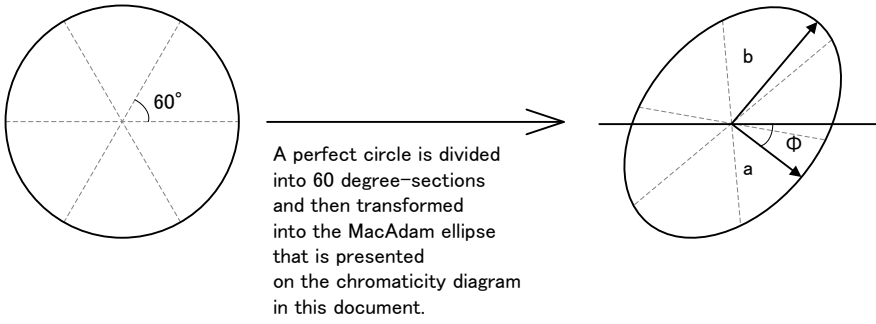 60°
A perfect circle is divided
into 60 degree-sections
and then transformed
into the MacAdam ellipse
that is presented
on the chromaticity diagram
in this document.
b
Φ
a